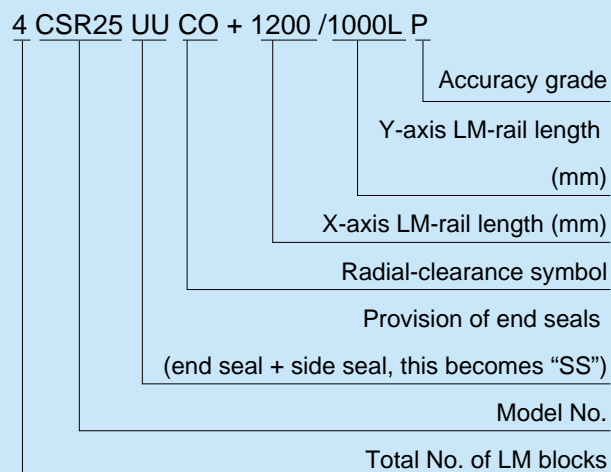 4 CSR25 UU CO + 1200 /1000L P
Accuracy grade
Y-axis LM-rail length
(mm)
X-axis LM-rail length (mm)
Radial-clearance symbol
Provision of end seals
(end seal + side seal, this becomes “SS”)
Model No.
Total No. of LM blocks